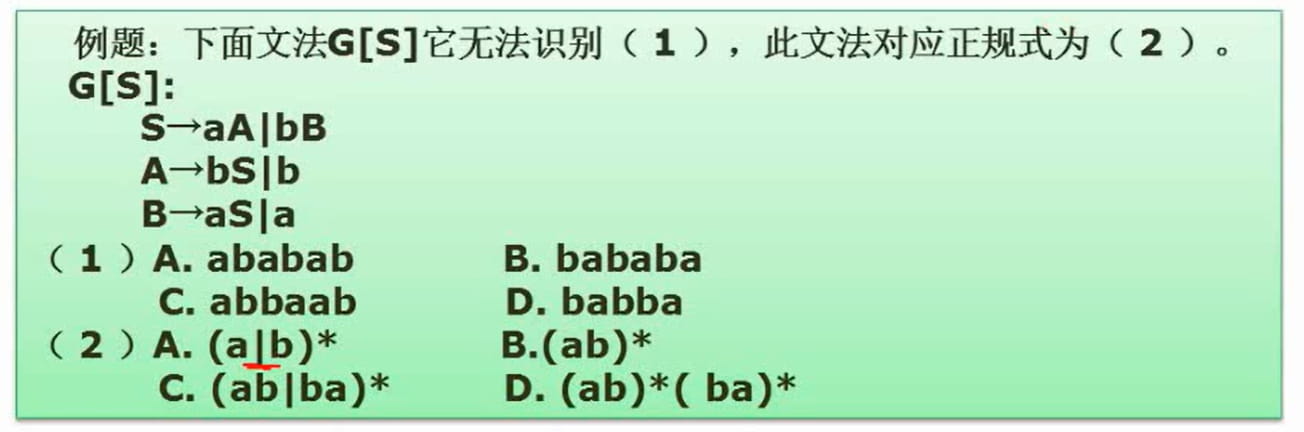 例题：下面文法G[S]它无法识别（ 1 ），此文法对应正规式为（ 2 ）。
G[S]:
S→aA|bB
A→bS|b
B→aS|a
（ 1 ）A. ababab B. bababa
C. abbaab D. babba
（ 2 ）A. (a|b)* B.(ab)*
C. (ab|ba)* D. (ab)*( ba)*